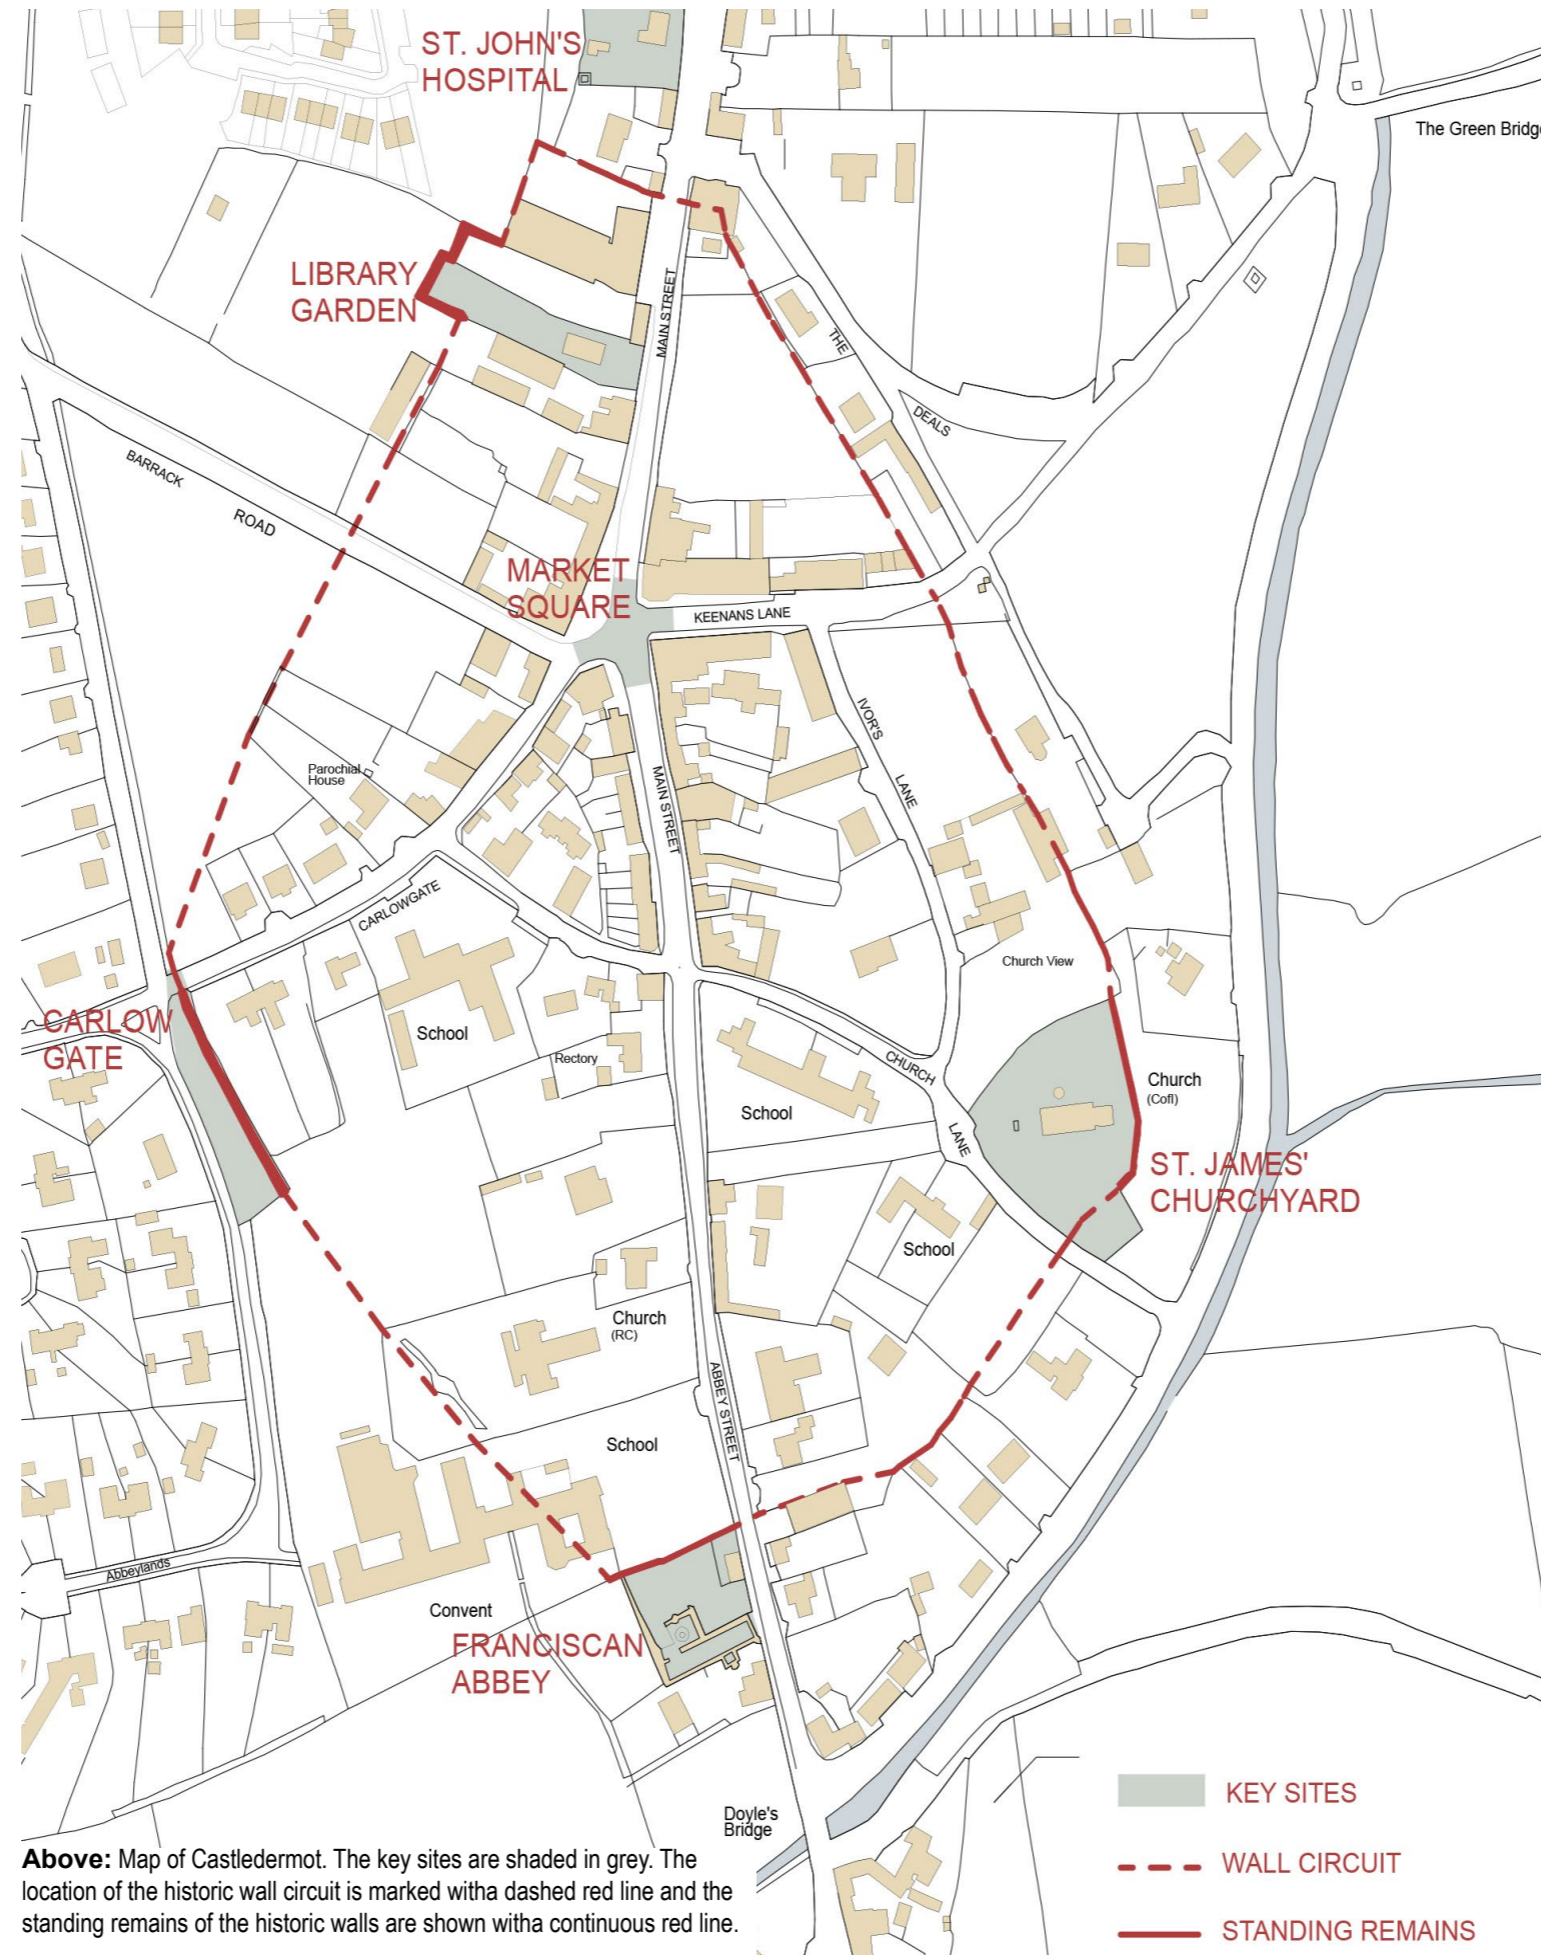 ST. JOHN'S
HOSPITAL
The Green Bridge
LIBRARY
GARDEN
MAIN STREET
THE
DEALS
BARRACK
ROAD
MARKET
SQUARE
KEENANS LANE
IVOR'S
LANE
Parochial
House
MAIN STREET
CARLOWGATE
Church View
CARLOW
GATE
School
Rectory
CHURCH
LANE
School
Church
(CofI)
ST. JAMES'
CHURCHYARD
School
Church
(RC)
ABBEY STREET
School
Abbeylands
Convent
FRANCISCAN
ABBEY
Doyle's
Bridge
KEY SITES
WALL CIRCUIT
STANDING REMAINS
Above: Map of Castledermot. The key sites are shaded in grey. The
location of the historic wall circuit is marked witha dashed red line and the
standing remains of the historic walls are shown witha continuous red line.